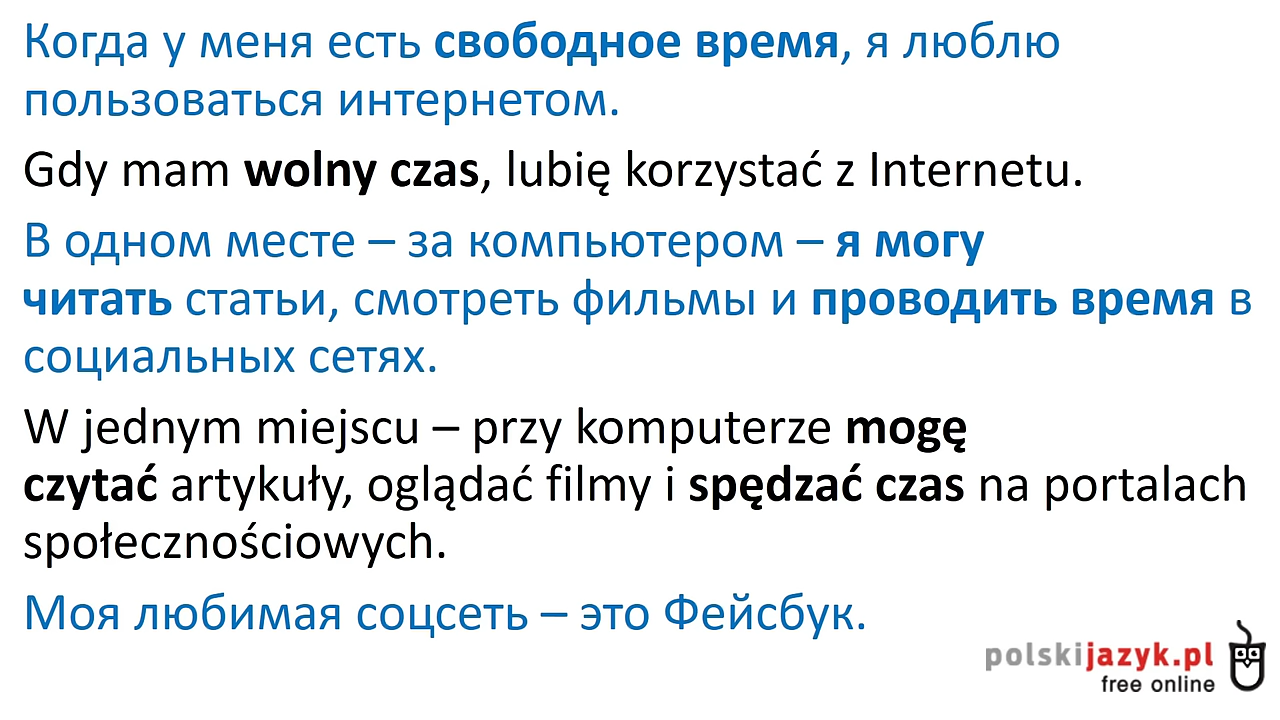 Когда у меня есть свободное время, я люблю
пользоваться интернетом.
Gdy mam wolny czas, lubię korzystać z Internetu.
В одном месте – за компьютером – я могу
читать статьи, смотреть фильмы и проводить время в
социальных сетях.
W jednym miejscu – przy komputerze mogę
czytać artykuły, oglądać filmy i spędzać czas na portalach
społecznościowych.
Моя любимая соцсеть – это Фейсбук.
polskijazyk.pl
free online